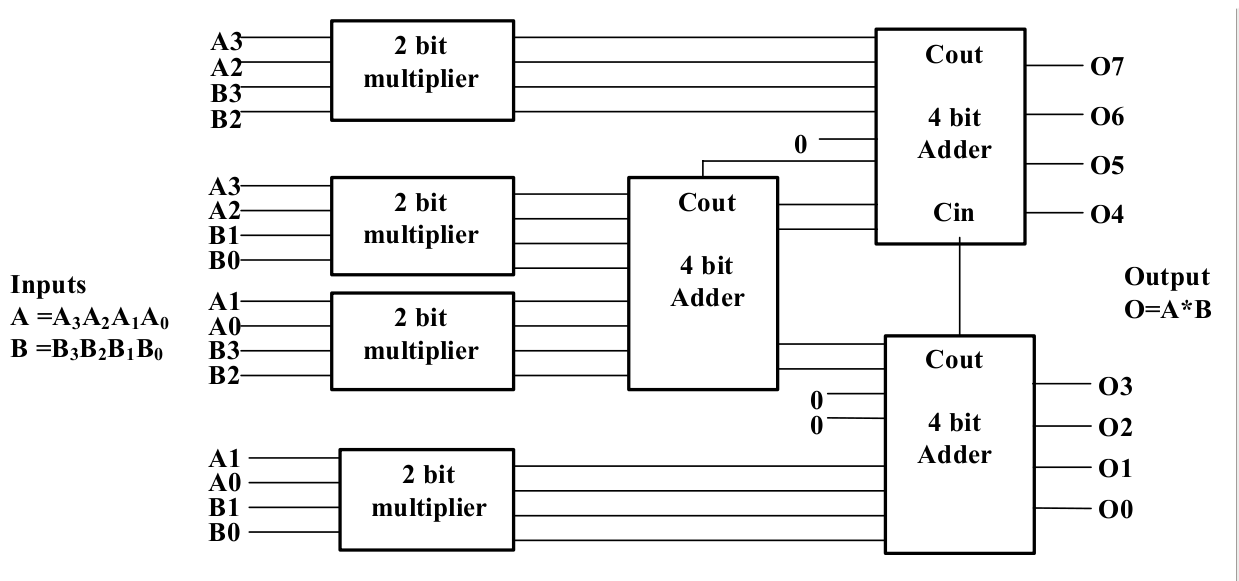 A3
A2
B3
B2
2 bit
multiplier
Cout
4 bit
Adder
Cin
O7
O6
O5
O4
0
A3
A2
B1
B0
2 bit
multiplier
Cout
4 bit
Adder
A1
A0
B3
B2
2 bit
multiplier
Inputs
A =A₃A₂A₁A₀
B =B₃B₂B₁B₀
Output
O=A*B
0
0
Cout
4 bit
Adder
O3
O2
O1
O0
A1
A0
B1
B0
2 bit
multiplier